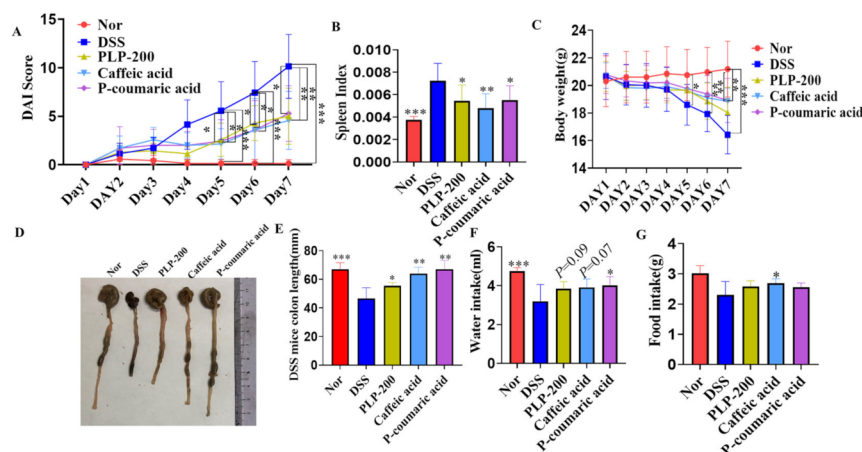 A
DAI Score
15
10
5
0
Day1
DAY2
Day3
Day4
Day5
Day6
Day7
Nor
DSS
PLP-200
Caffeic acid
P-coumaric acid
*
**
***
B
Spleen Index
0.010
0.008
0.006
0.004
0.002
0.000
***
*
**
*
Nor
DSS
PLP-200
Caffeic acid
P-coumaric acid
C
Body weight(g)
24
22
20
18
16
14
DAY1
DAY2
DAY3
DAY4
DAY5
DAY6
DAY7
Nor
DSS
PLP-200
Caffeic acid
P-coumaric acid
*
**
***
D
Nor
DSS
PLP-200
Caffeic acid
P-coumaric acid
E
DSS mice colon length(mm)
80
60
40
20
0
***
*
**
**
Nor
DSS
PLP-200
Caffeic acid
P-coumaric acid
F
Water intake(ml)
6
4
2
0
***
P=0.09
P=0.07
*
Nor
DSS
PLP-200
Caffeic acid
P-coumaric acid
G
Food intake(g)
4
3
2
1
0
*
Nor
DSS
PLP-200
Caffeic acid
P-coumaric acid